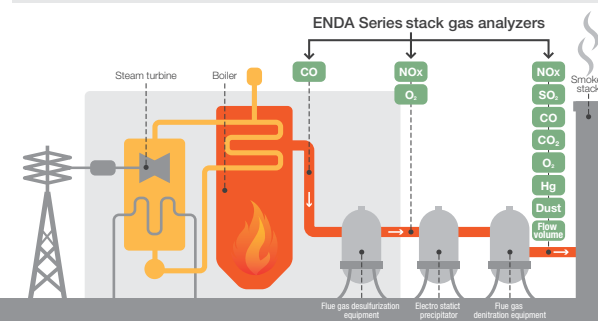 ENDA Series stack gas analyzers
Steam turbine
Boiler
CO
NOx
O₂
NOx
SO₂
CO
CO₂
O₂
Hg
Dust
Flow
volume
Smoke
stack
Flue gas desulfurization
equipment
Electro statict
precipitator
Flue gas
denitration equipment